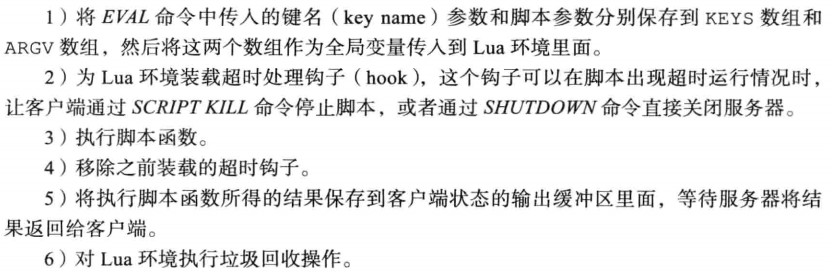 1）将 EVAL 命令中传入的键名（key name）参数和脚本参数分别保存到 KEYS 数组和
ARGV 数组，然后将这两个数组作为全局变量传入到 Lua 环境里面。
2）为 Lua 环境装载超时处理钩子（hook），这个钩子可以在脚本出现超时运行情况时，
让客户端通过 SCRIPT KILL 命令停止脚本，或者通过 SHUTDOWN 命令直接关闭服务器。
3）执行脚本函数。
4）移除之前装载的超时钩子。
5）将执行脚本函数所得的结果保存到客户端状态的输出缓冲区里面，等待服务器将结
果返回给客户端。
6）对 Lua 环境执行垃圾回收操作。